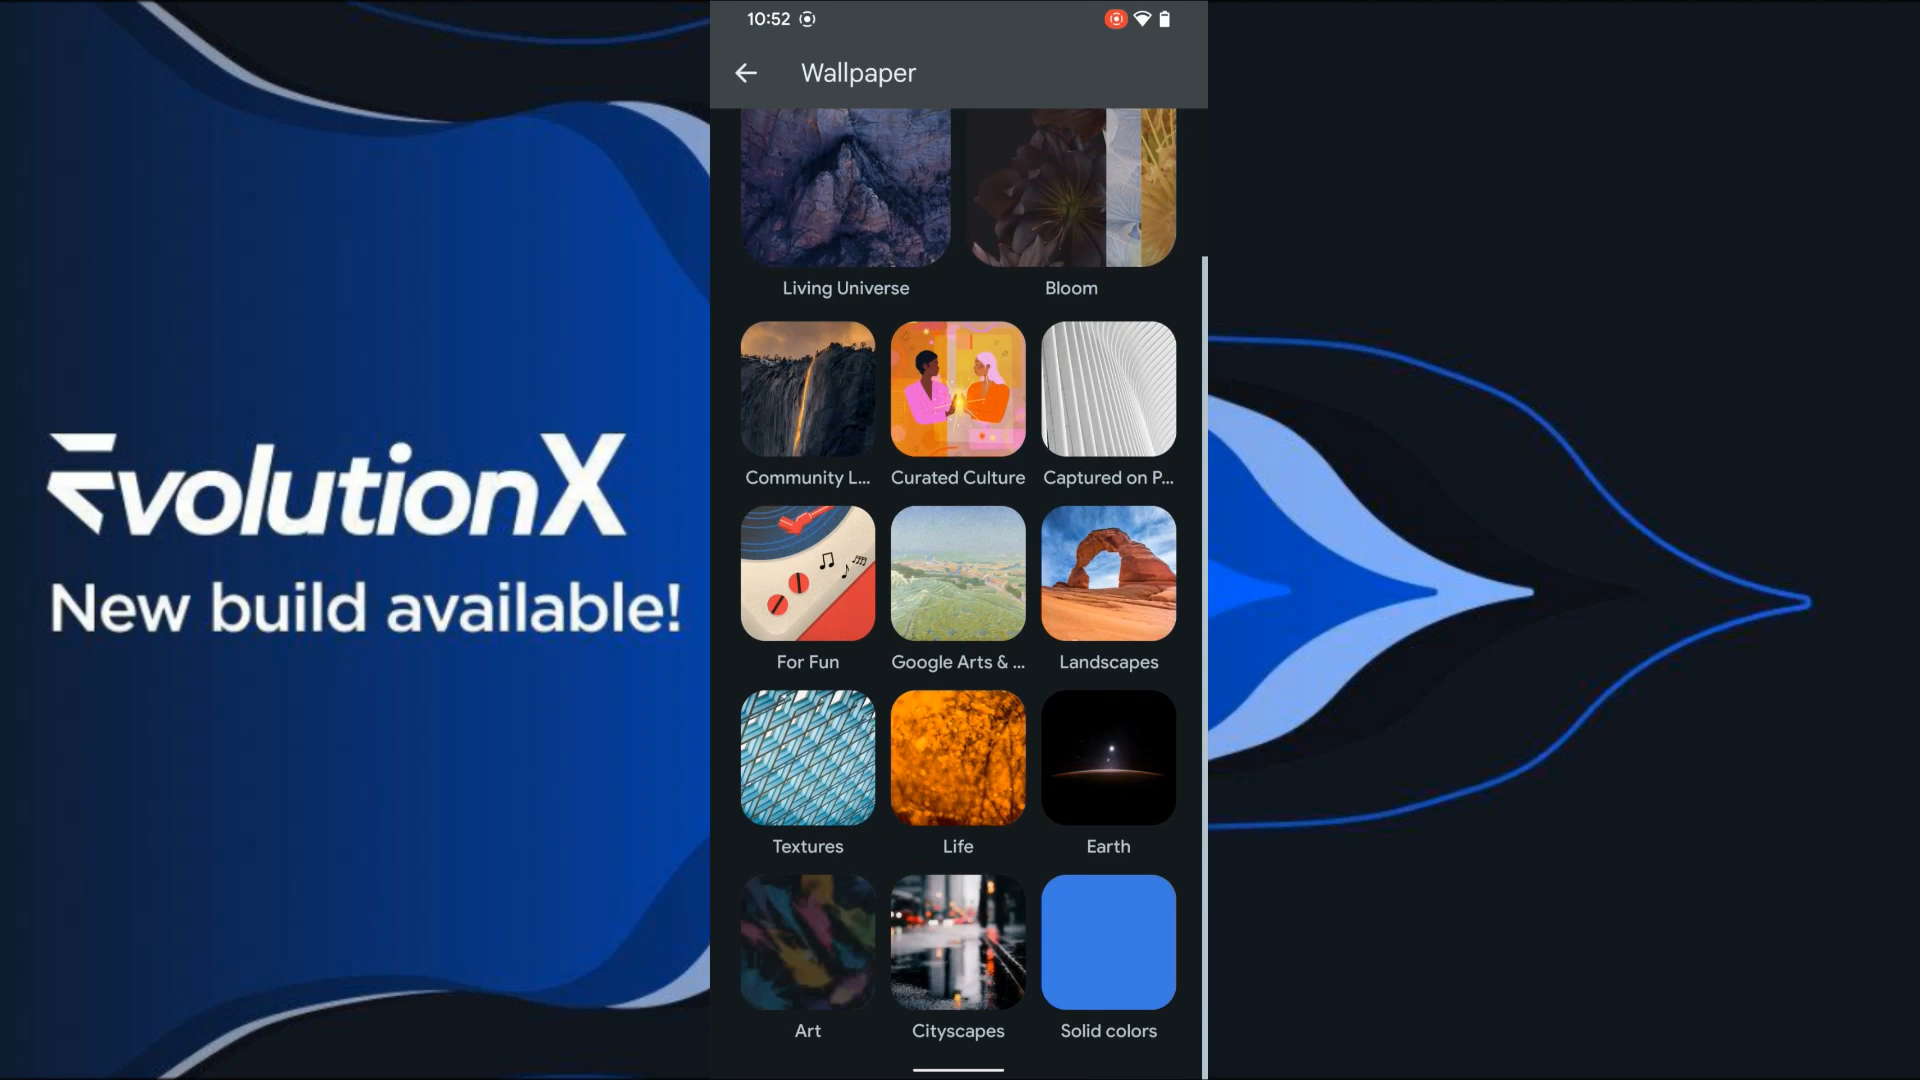 10:52
Wallpaper
Living Universe
Bloom
Community L...
Curated Culture
Captured on P...
For Fun
Google Arts & ...
Landscapes
Textures
Life
Earth
Art
Cityscapes
Solid colors
EvolutionX
New build available!